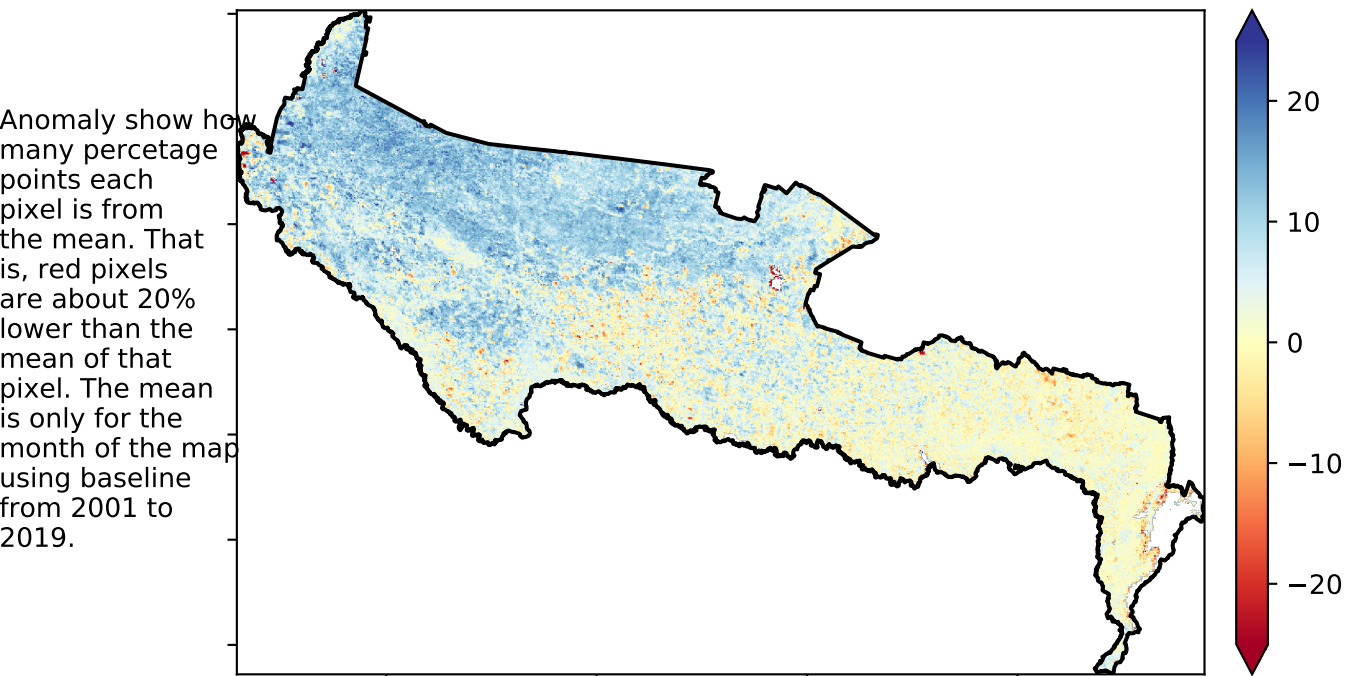 Anomaly show how
many percetage
points each
pixel is from
the mean. That
is, red pixels
are about 20%
lower than the
mean of that
pixel. The mean
is only for the
month of the map
using baseline
from 2001 to
2019.
20
10
0
−10
−20